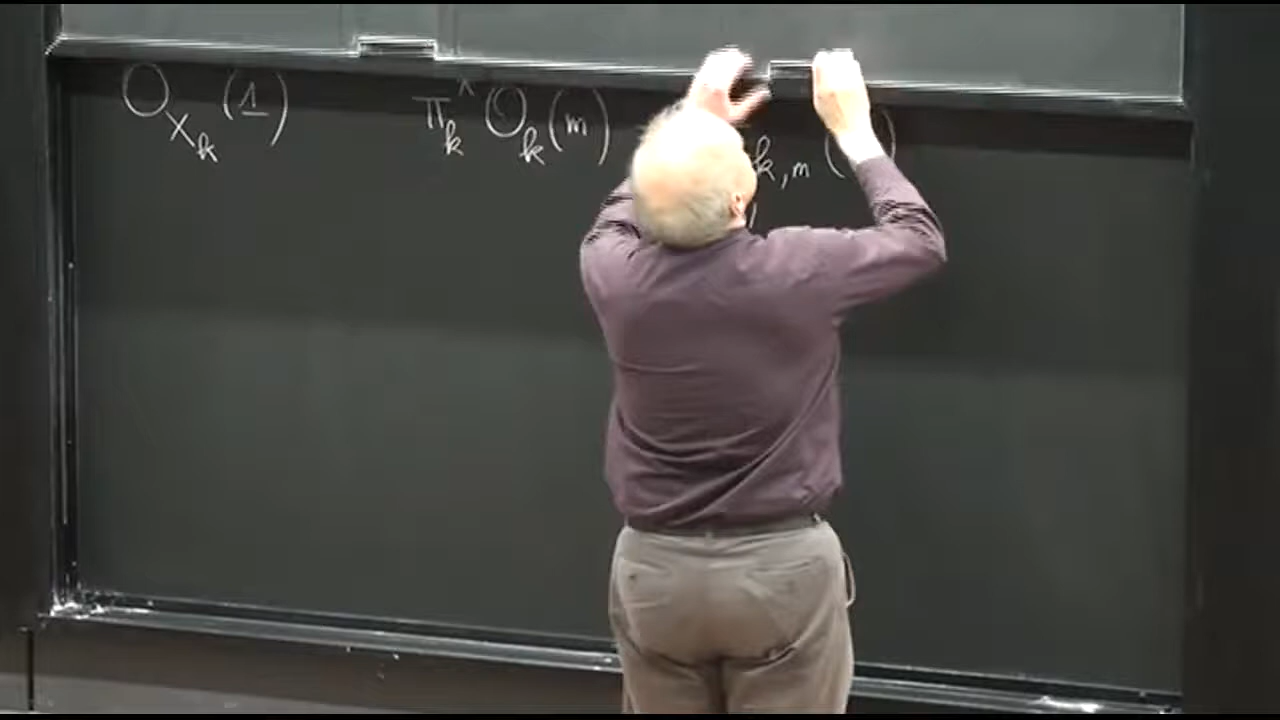 O_{X_k}(1) π_k^* O_k(m) k,m (